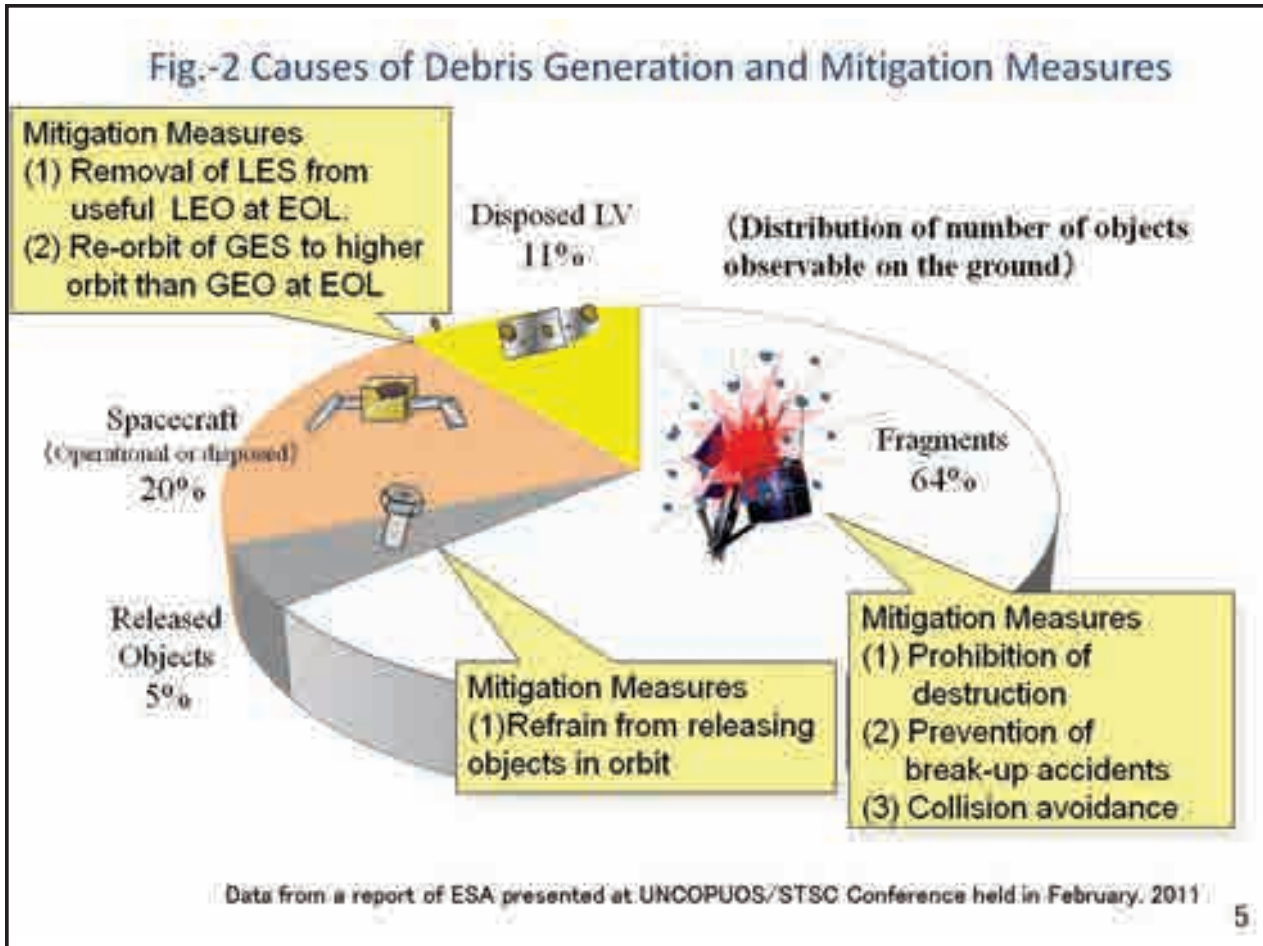 Fig.-2 Causes of Debris Generation and Mitigation Measures
Mitigation Measures
(1) Removal of LES from
useful LEO at EOL.
(2) Re-orbit of GES to higher
orbit than GEO at EOL
Disposed LV
11%
(Distribution of number of objects
observable on the ground)
Spacecraft
(Operational or disposed)
20%
Fragments
64%
Released
Objects
5%
Mitigation Measures
(1)Refrain from releasing
objects in orbit
Mitigation Measures
(1) Prohibition of
destruction
(2) Prevention of
break-up accidents
(3) Collision avoidance
Data from a report of ESA presented at UNCOPUOS/STSC Conference held in February. 2011
5